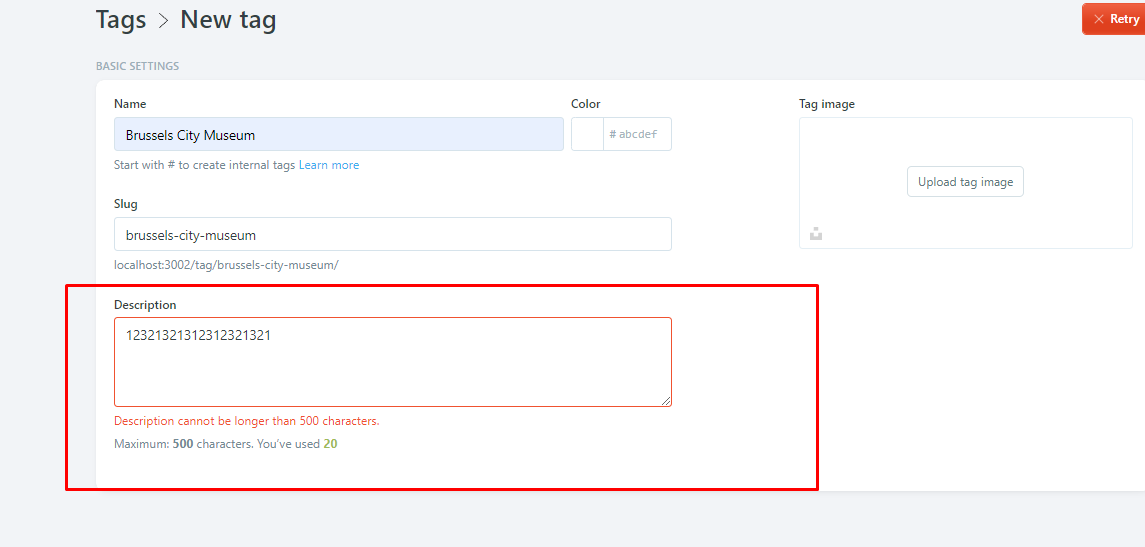 Tags > New tag
Retry
BASIC SETTINGS
Name
Color
Tag image
Brussels City Museum
# abcdef
Start with # to create internal tags Learn more
Upload tag image
Slug
brussels-city-museum
localhost:3002/tag/brussels-city-museum/
Description
12321321312312321321
Description cannot be longer than 500 characters.
Maximum: 500 characters. You've used 20